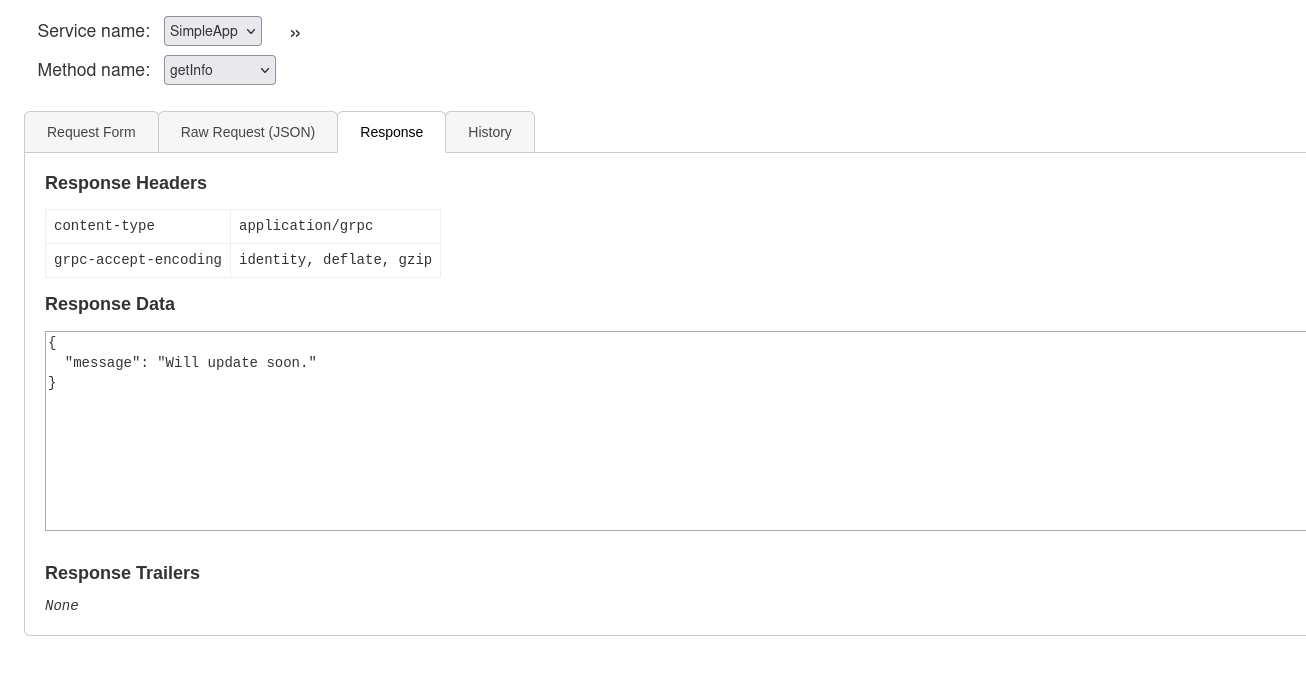 Service name: SimpleApp »
Method name: getInfo
Request Form Raw Request (JSON) Response History
Response Headers
content-type application/grpc
grpc-accept-encoding identity, deflate, gzip
Response Data
{
  "message": "Will update soon."
}
Response Trailers
None